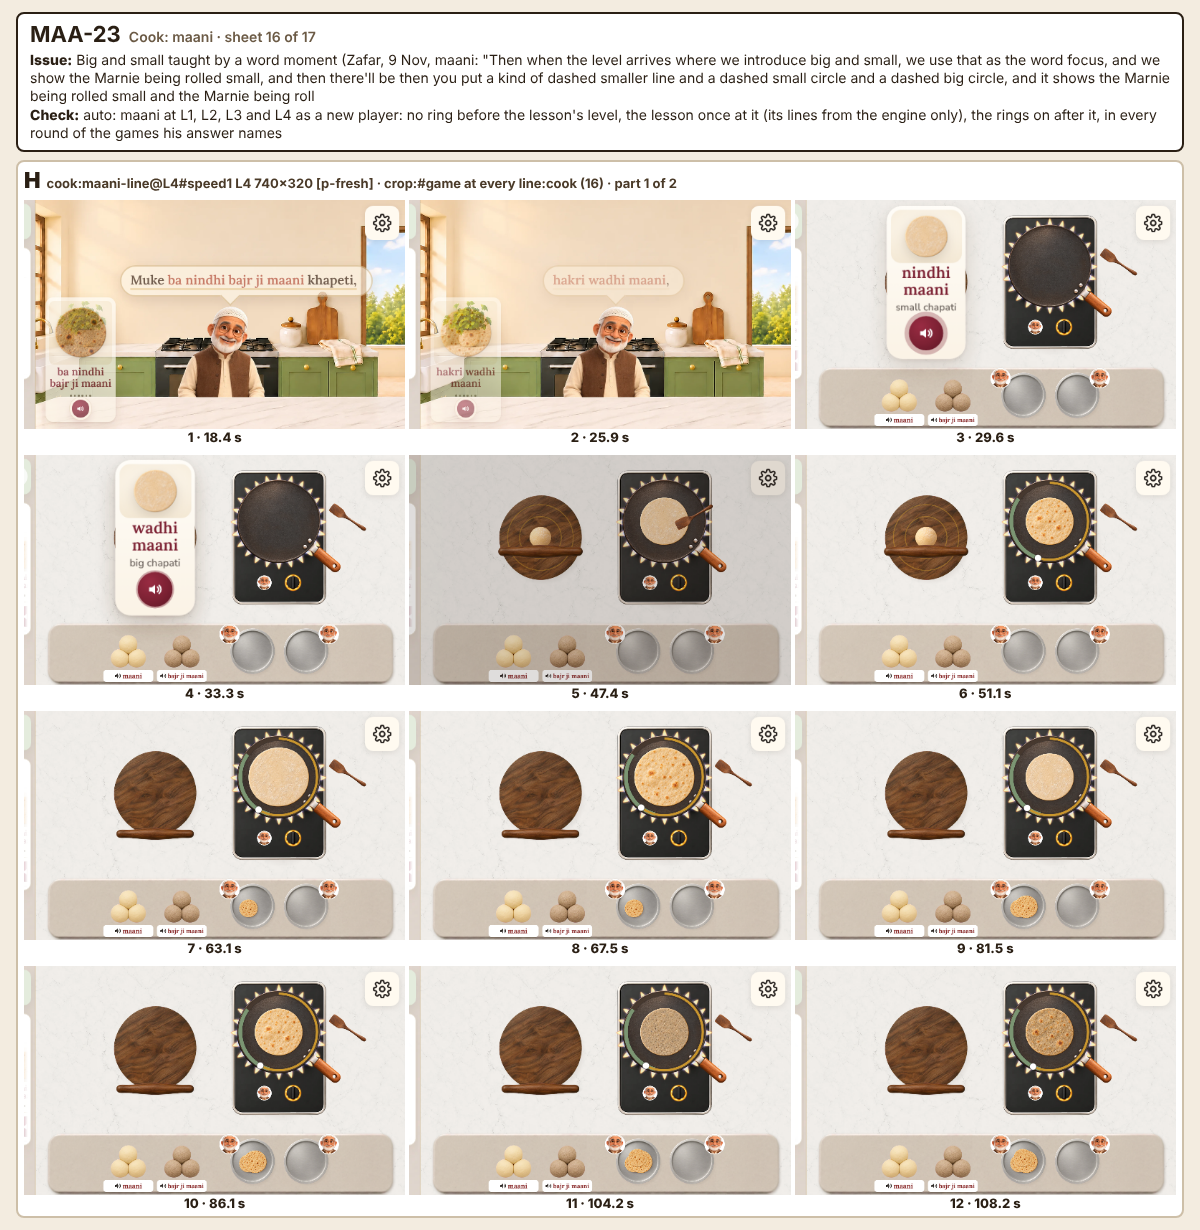 MAA-23 Cook: maani · sheet 16 of 17
Issue: Big and small taught by a word moment (Zafar, 9 Nov, maani: "Then when the level arrives where we introduce big and small, we use that as the word focus, and we
show the Marnie being rolled small, and then there'll be then you put a kind of dashed smaller line and a dashed small circle and a dashed big circle, and it shows the Marnie
being rolled small and the Marnie being roll
Check: auto: maani at L1, L2, L3 and L4 as a new player: no ring before the lesson's level, the lesson once at it (its lines from the engine only), the rings on after it, in every
round of the games his answer names
H cook:maani-line@L4#speed1 L4 740×320 [p-fresh] · crop:#game at every line:cook (16) · part 1 of 2
Muke ba nindhi bajr ji maani khapeti,
ba nindhi
bajr ji maani
1 · 18.4 s
hakri wadhi maani,
hakri wadhi
maani
2 · 25.9 s
nindhi
maani
small chapati
maani bajr ji maani
3 · 29.6 s
wadhi
maani
big chapati
maani bajr ji maani
4 · 33.3 s
maani bajr ji maani
5 · 47.4 s
maani bajr ji maani
6 · 51.1 s
maani bajr ji maani
7 · 63.1 s
maani bajr ji maani
8 · 67.5 s
maani bajr ji maani
9 · 81.5 s
maani bajr ji maani
10 · 86.1 s
maani bajr ji maani
11 · 104.2 s
maani bajr ji maani
12 · 108.2 s